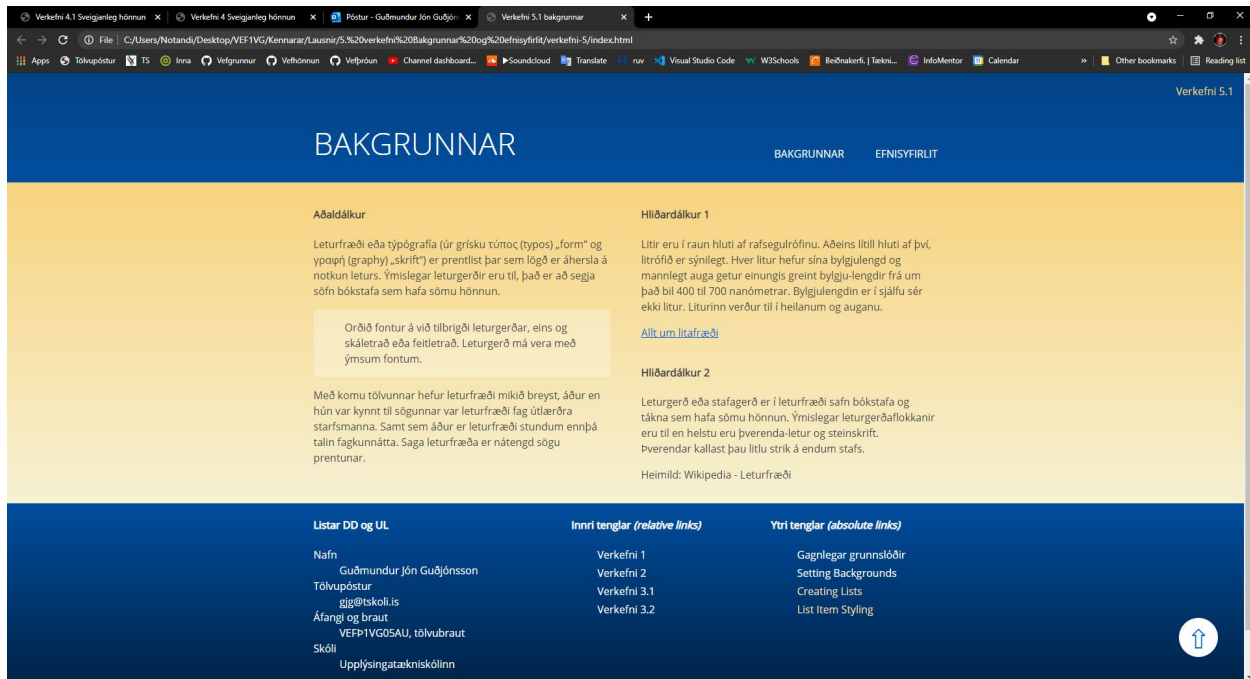 Verkefni 4.1 Sveigjanleg hönnun
Verkefni 4 Sveigjanleg hönnun
Póstur - Guðmundur Jón Guðjón
Verkefni 5.1 bakgrunnar
File C:/Users/Notandi/Desktop/VEF1VG/Kennarar/Lausnir/5.%20verkefni%20Bakgrunnar%20og%20efnisyfirlit/verkefni-5/index.html
Apps Tölvupóstur TS Inna Vefgrunnur Vefhönnun Vefþróun Channel dashboard... ►Soundcloud Translate ruv Visual Studio Code W3Schools Beiðnakerfi. | Tækni... InfoMentor Calendar » Other bookmarks Reading list
Verkefni 5.1
BAKGRUNNAR
BAKGRUNNAR EFNISYFIRLIT
Aðaldálkur
Leturfræði eða týpógrafía (úr grísku τύπος (typos) „form“ og
γραφή (graphy) „skrift“) er prentlist þar sem lögð er áhersla á
notkun leturs. Ýmislegar leturgerðir eru til, það er að segja
söfn bókstafa sem hafa sömu hönnun.
Orðið fontur á við tilbrigði leturgerðar, eins og
skáletrað eða feitletrað. Leturgerð má vera með
ýmsum fontum.
Með komu tölvunnar hefur leturfræði mikið breyst, áður en
hún var kynnt til sögunnar var leturfræði fag útlærðra
starfsmanna. Samt sem áður er leturfræði stundum ennþá
talin fagkunnátta. Saga leturfræða er nátengd sögu
prentunar.
Hliðardálkur 1
Litir eru í raun hluti af rafsegulrófinu. Aðeins lítill hluti af því,
litrófið er sýnilegt. Hver litur hefur sína bylgjulengd og
mannlegt auga getur einungis greint bylgju-lengdir frá um
það bil 400 til 700 nanómetrar. Bylgjulengdin er í sjálfu sér
ekki litur. Liturinn verður til í heilanum og auganu.
Allt um litafræði
Hliðardálkur 2
Leturgerð eða stafagerð er í leturfræði safn bókstafa og
tákna sem hafa sömu hönnun. Ýmislegar leturgerðaflokkanir
eru til en helstu eru þverenda-letur og steinskrift.
Þverendar kallast þau litlu strik á endum stafs.
Heimild: Wikipedia - Leturfræði
Listar DD og UL
Nafn
Guðmundur Jón Guðjónsson
Tölvupóstur
gjg@tskoli.is
Áfangi og braut
VEFÞ1VG05AU, tölvubraut
Skóli
Upplýsingatækniskólinn
Innri tenglar (relative links)
Verkefni 1
Verkefni 2
Verkefni 3.1
Verkefni 3.2
Ytri tenglar (absolute links)
Gagnlegar grunnslóðir
Setting Backgrounds
Creating Lists
List Item Styling